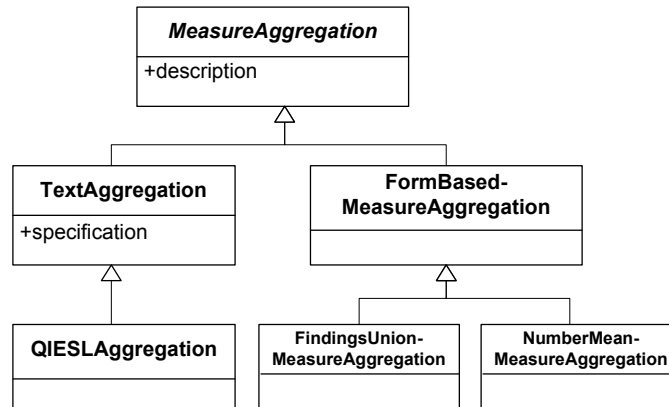 MeasureAggregation
+description
TextAggregation
+specification
FormBased-
MeasureAggregation
QIESLAggregation
FindingsUnion-
MeasureAggregation
NumberMean-
MeasureAggregation